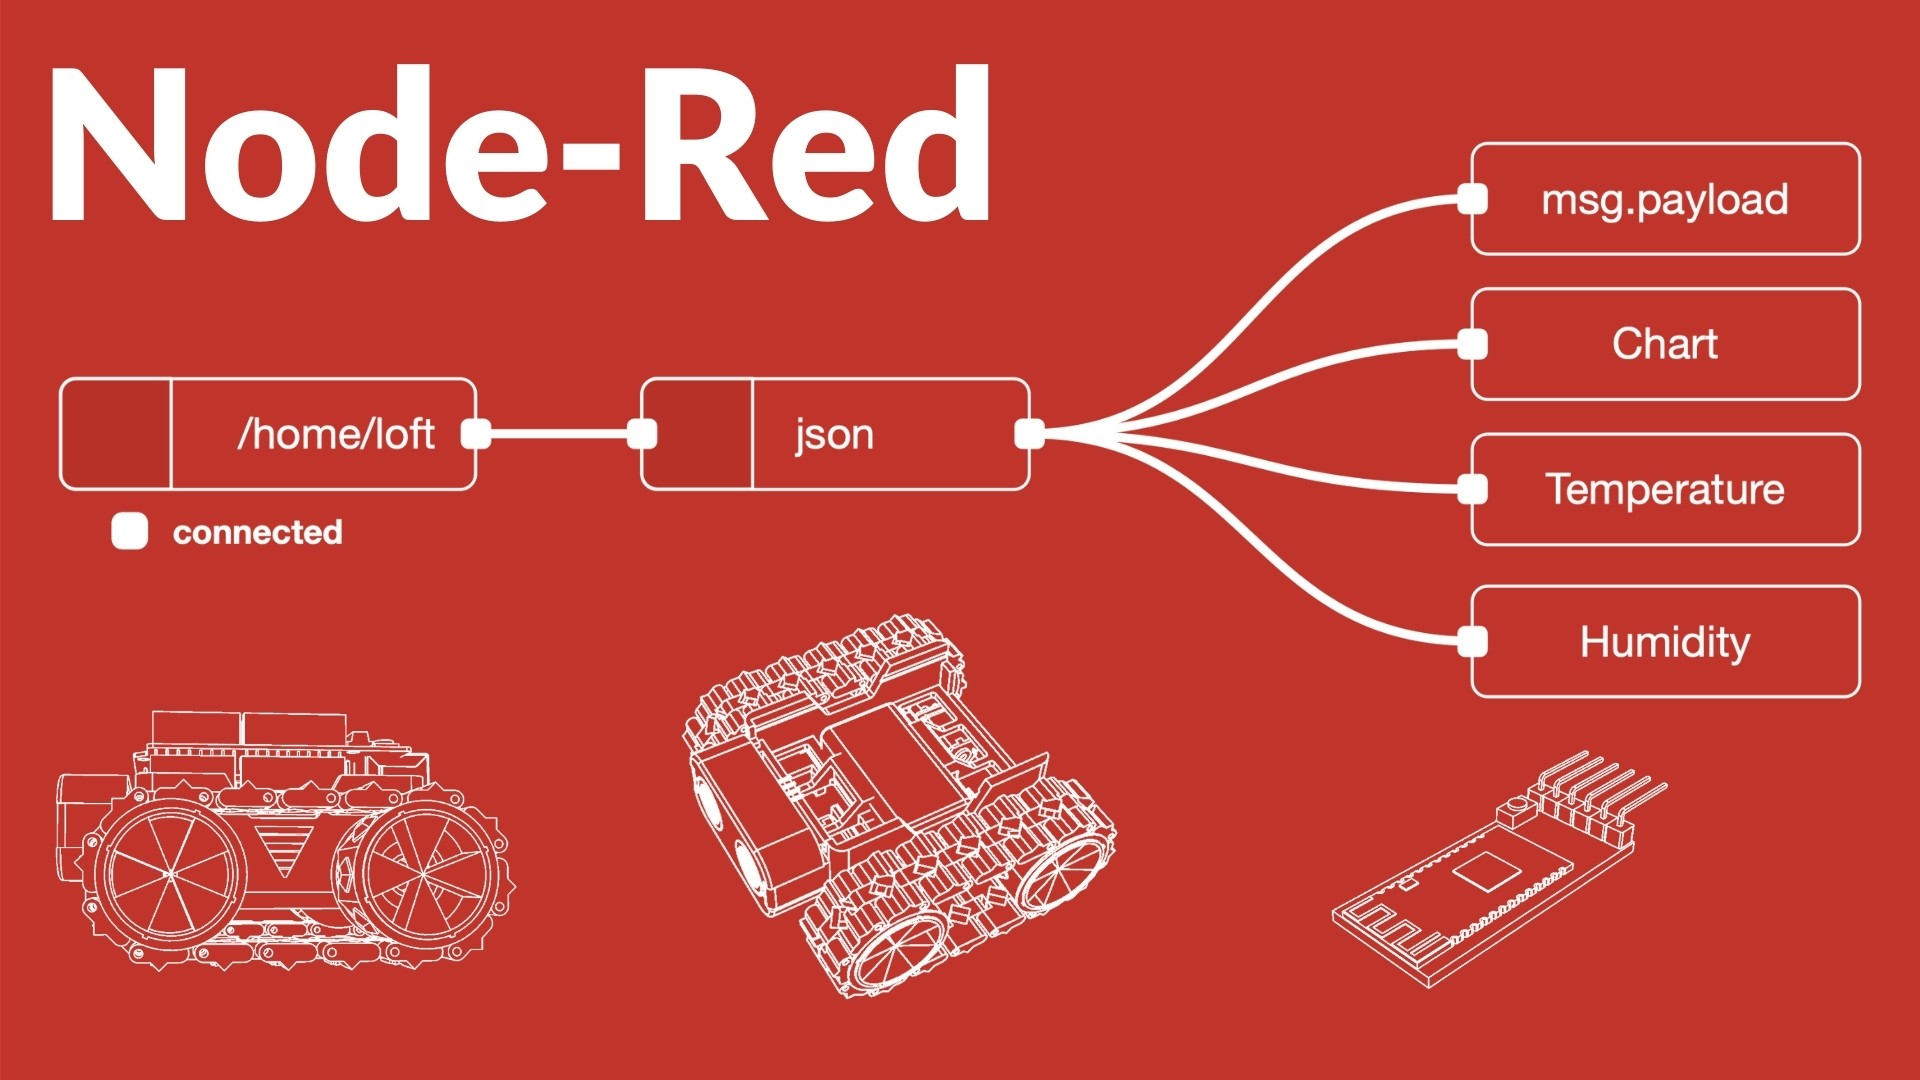 Node-Red
/home/loft
connected
json
msg.payload
Chart
Temperature
Humidity